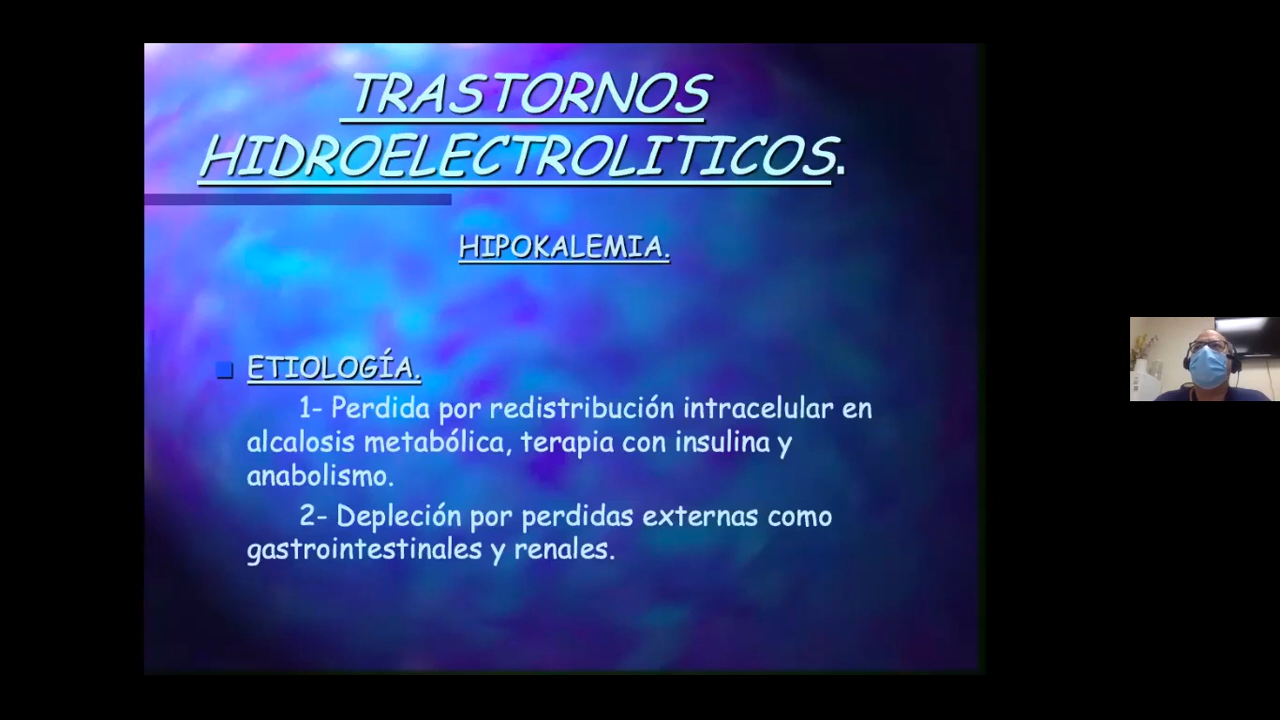 TRASTORNOS
HIDROELECTROLITICOS.
HIPOKALEMIA.
ETIOLOGÍA.
1- Perdida por redistribución intracelular en
alcalosis metabólica, terapia con insulina y
anabolismo.
2- Depleción por perdidas externas como
gastrointestinales y renales.